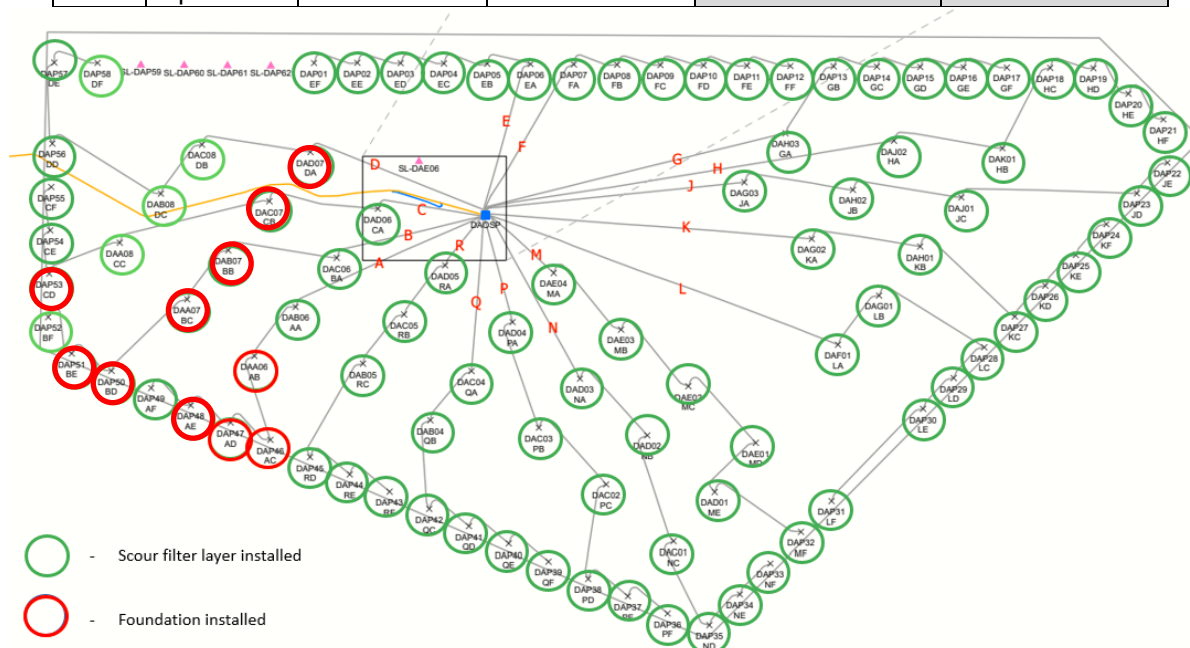 DAP57
DE
DAP58
DF
SL-DAP59
SL-DAP60
SL-DAP61
SL-DAP62
DAP01
EF
DAP02
EE
DAP03
ED
DAP04
EC
DAP05
EB
DAP06
EA
DAP07
FA
DAP08
FB
DAP09
FC
DAP10
FD
DAP11
FE
DAP12
FF
DAP13
GB
DAP14
GC
DAP15
GD
DAP16
GE
DAP17
GF
DAP18
HC
DAP19
HD
DAP20
HE
DAP21
HF
E
F
DAP56
DD
DAC08
DB
DAD07
DA
D
SL-DAE06
G
H
J
DAH03
GA
DAJ02
HA
DAK01
HB
DAP22
JE
DAP55
CF
DAB08
DC
DAC07
CB
DAD06
CA
C
DAOSP
DAG03
JA
DAH02
JB
DAJ01
JC
DAP23
JD
DAP54
CE
DAA08
CC
B
R
K
DAG02
KA
DAH01
KB
DAP24
KF
DAP53
CD
DAB07
BB
DAC06
BA
A
DAD05
RA
M
DAE04
MA
L
DAP25
KE
DAP52
BF
DAA07
BC
DAB06
AA
DAC05
RB
Q
P
N
DAD04
PA
DAE03
MB
DAG01
LB
DAP26
KD
DAP27
KC
DAP51
BE
DAP50
BD
DAA06
AB
DAB05
RC
DAC04
QA
DAD03
NA
DAE02
MC
DAF01
LA
DAP28
LC
DAP49
AF
DAP48
AE
DAP47
AD
DAP46
AC
DAB04
QB
DAC03
PB
DAD02
NB
DAE01
MD
DAP29
LD
DAP30
LE
DAP45
RD
DAP44
RE
DAP43
RF
DAP42
QC
DAC02
PC
DAD01
ME
DAP31
LF
DAP41
QD
DAP40
QE
DAP39
QF
DAC01
NC
DAP32
MF
DAP38
PD
DAP37
PE
DAP36
PF
DAP35
ND
DAP34
NE
DAP33
NF
- Scour filter layer installed
- Foundation installed